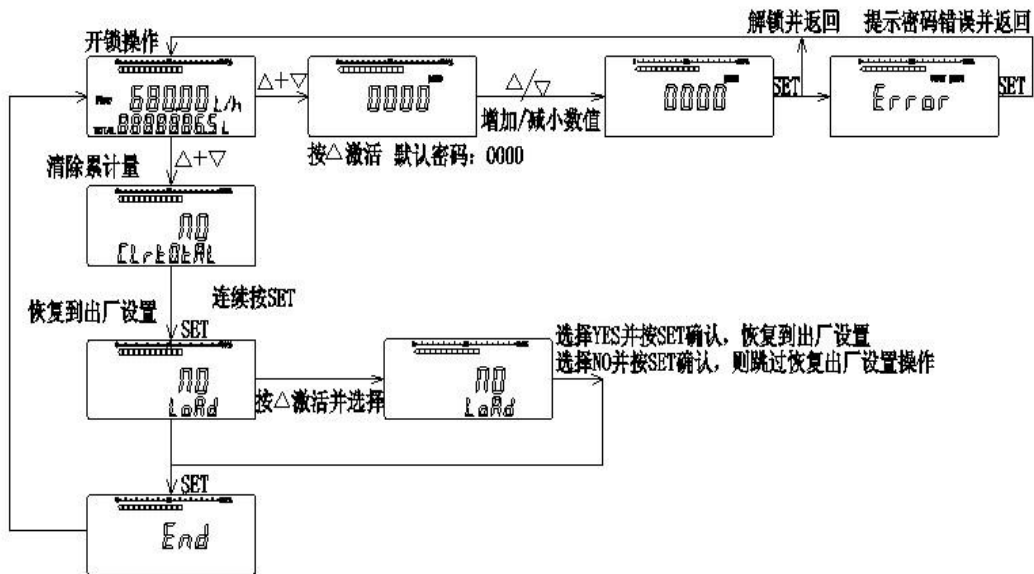 解锁并返回 提示密码错误并返回
开锁操作
68000 L/h
TOTAL 8888886.5L
△+▽
0000
△/▽
增加/减小数值
0000
SET
Error
SET
按△激活 默认密码：0000
清除累计量
△+▽
NO
CLrtOtAL
连续按SET
恢复到出厂设置
SET
选择YES并按SET确认，恢复到出厂设置
选择NO并按SET确认，则跳过恢复出厂设置操作
NO
LoAd
按△激活并选择
NO
LoAd
SET
End